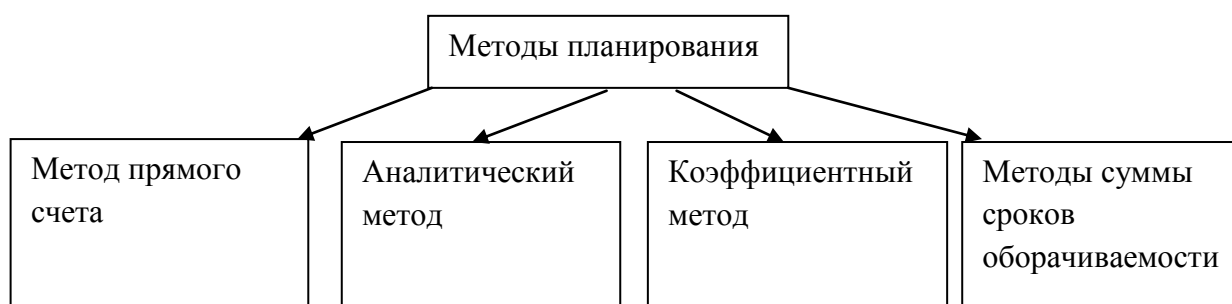 Методы планирования
Метод прямого
счета
Аналитический
метод
Коэффициентный
метод
Методы суммы
сроков
оборачиваемости